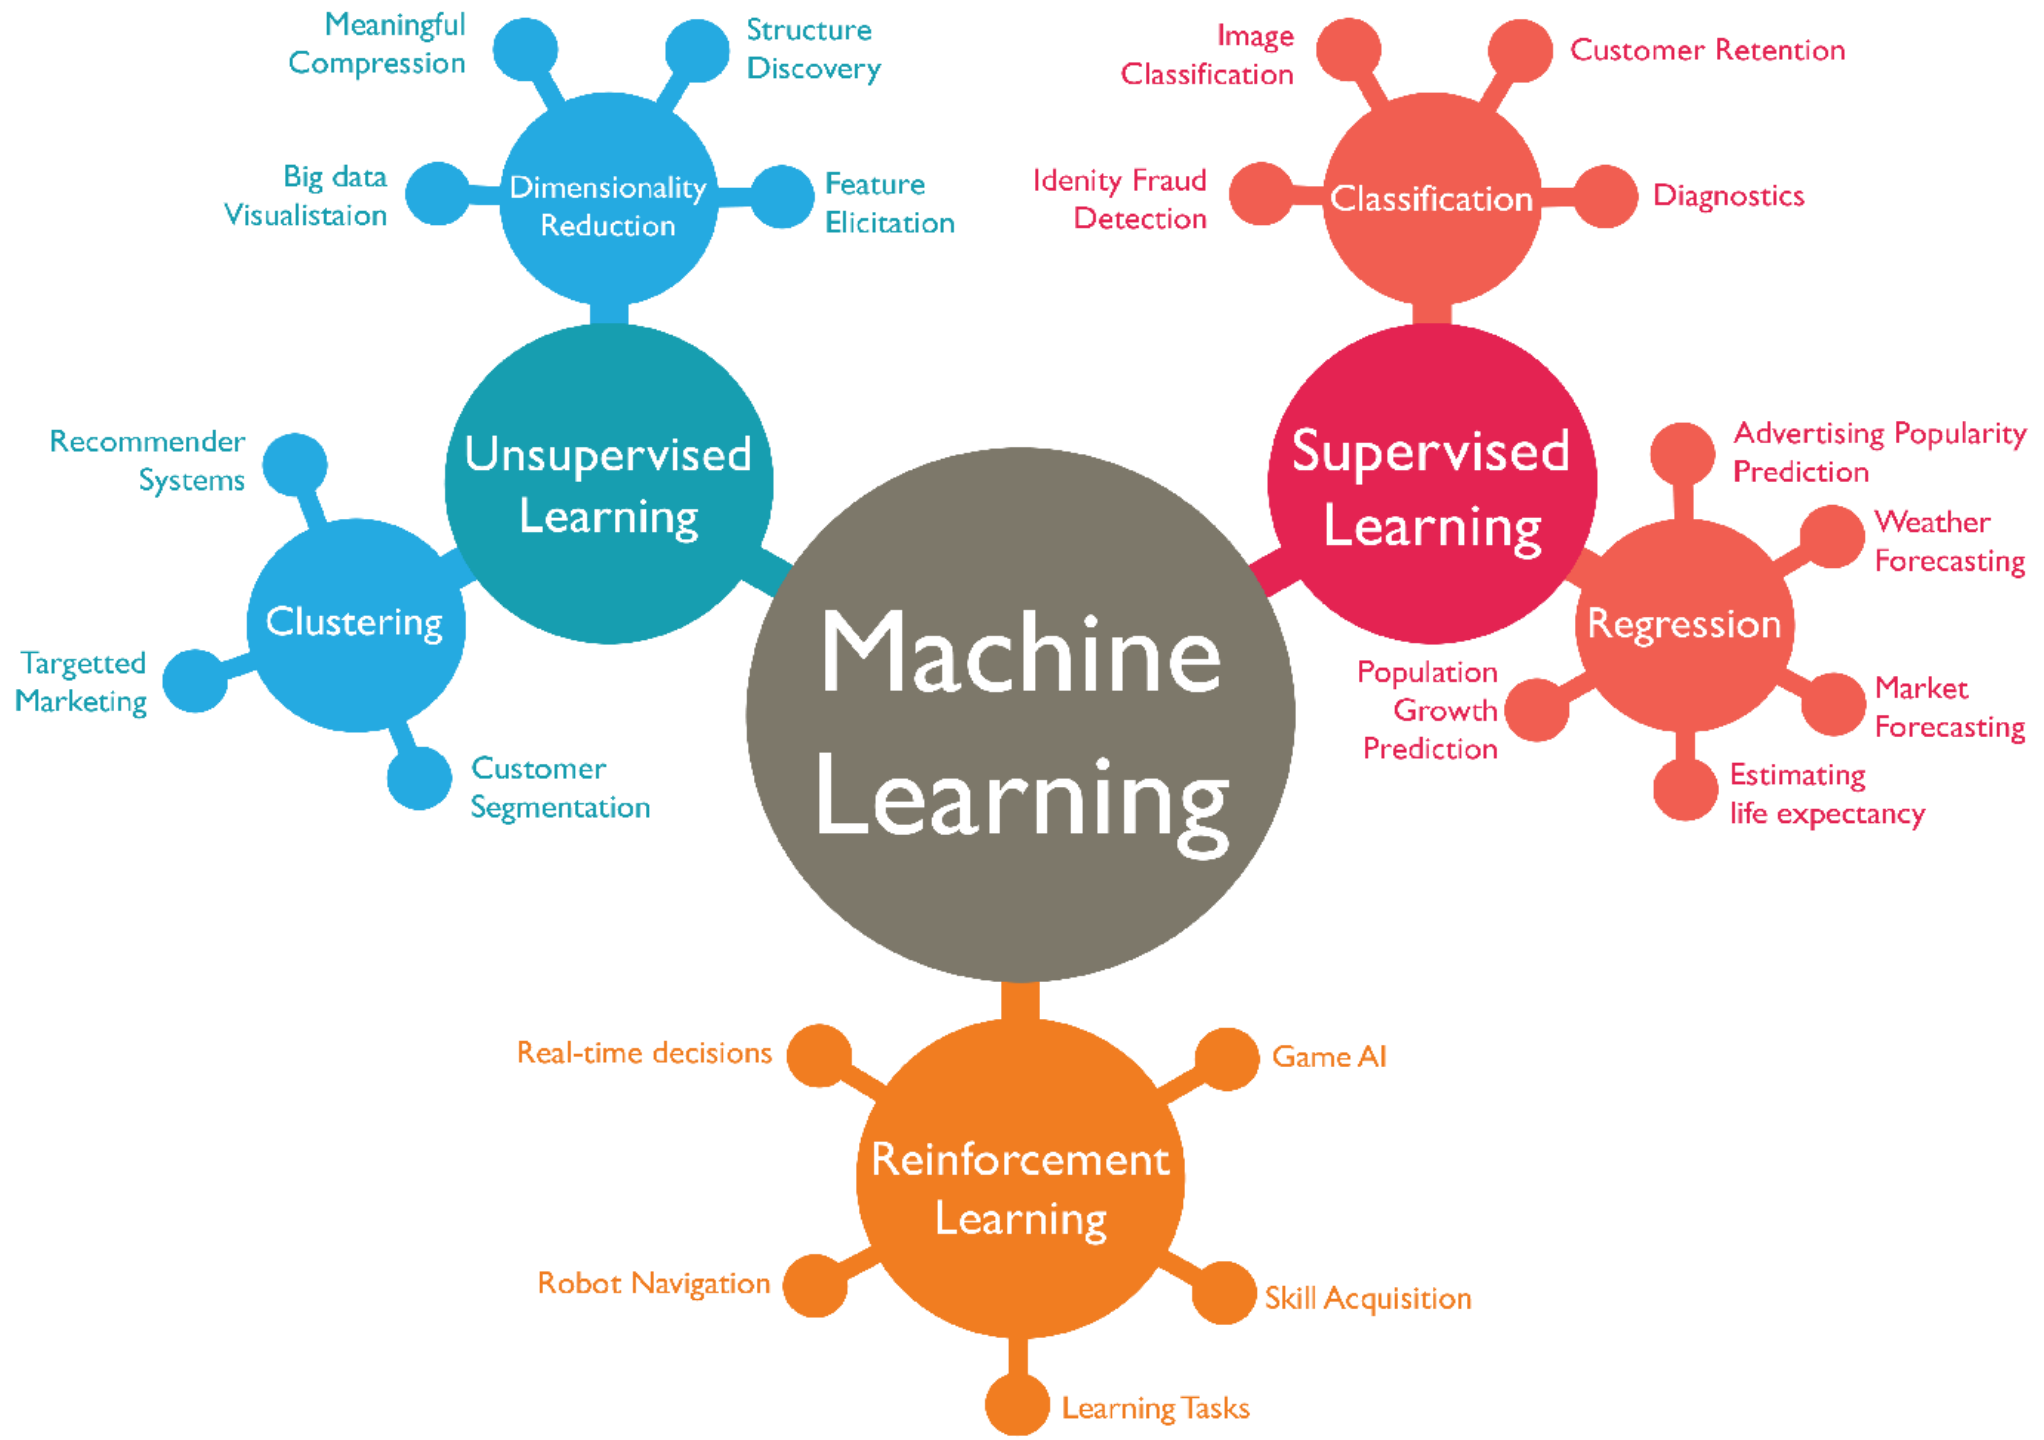 Meaningful
Compression
Structure
Discovery
Big data
Visualistaion
Dimensionality
Reduction
Feature
Elicitation
Image
Classification
Customer Retention
Idenity Fraud
Detection
Classification
Diagnostics
Recommender
Systems
Unsupervised
Learning
Clustering
Targetted
Marketing
Customer
Segmentation
Supervised
Learning
Advertising Popularity
Prediction
Weather
Forecasting
Regression
Population
Growth
Prediction
Market
Forecasting
Estimating
life expectancy
Machine
Learning
Real-time decisions
Game AI
Reinforcement
Learning
Robot Navigation
Skill Acquisition
Learning Tasks